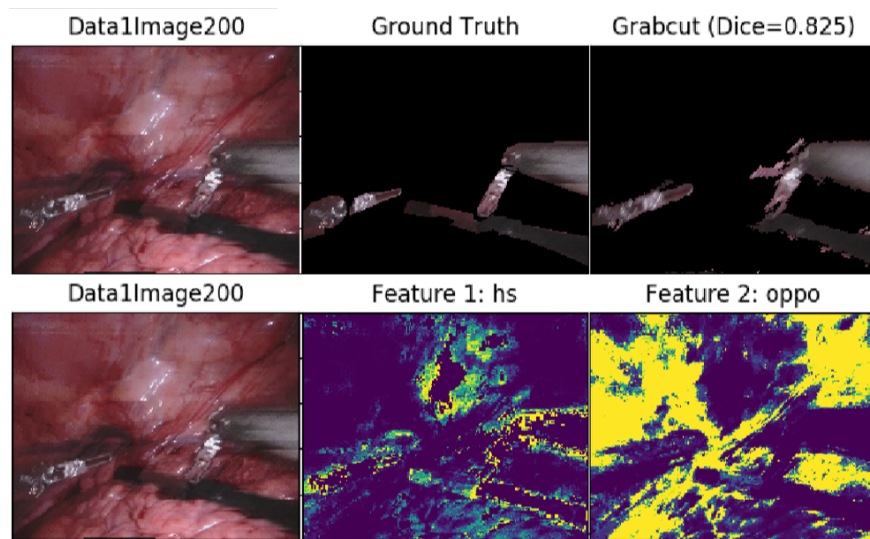 Data1Image200
Ground Truth
Grabcut (Dice=0.825)
Data1Image200
Feature 1: hs
Feature 2: oppo